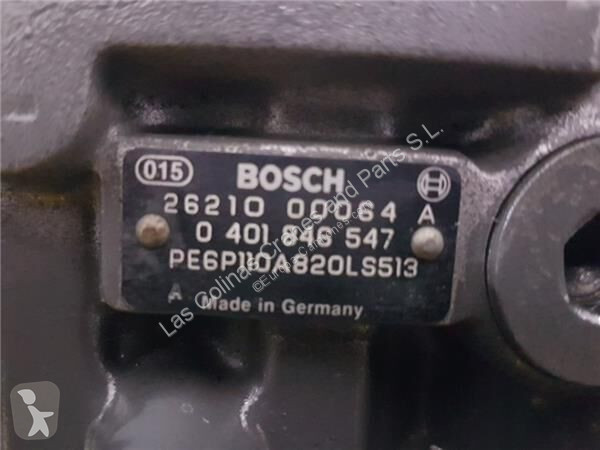 015 BOSCH
26210 00064 A
0 401 846 547
PE6P110A820LS513
A Made in Germany
Las Colinas Cranes and Parts S.L.